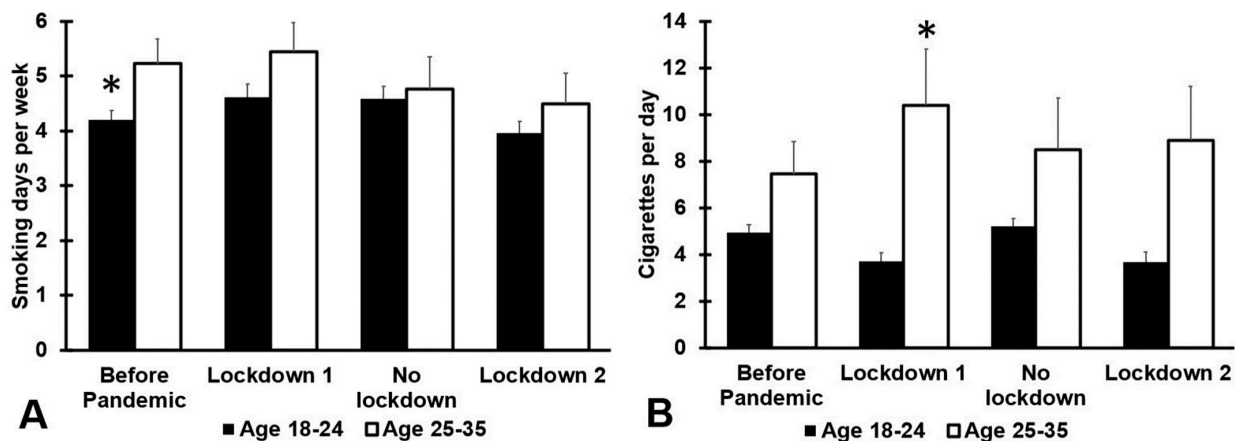 Smoking days per week
6
5
4
3
2
1
0
*
Before
Pandemic
Lockdown 1
No
lockdown
Lockdown 2
A
Age 18-24 Age 25-35
Cigarettes per day
14
12
10
8
6
4
2
0
*
Before
Pandemic
Lockdown 1
No
lockdown
Lockdown 2
B
Age 18-24 Age 25-35